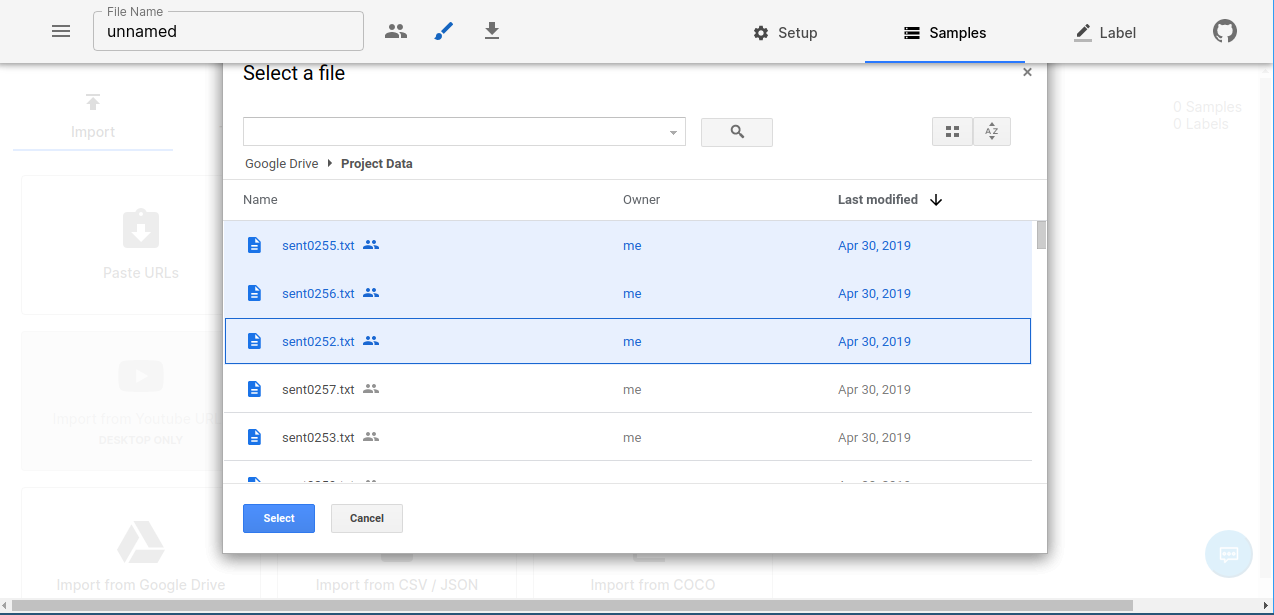 File Name
unnamed
Setup
Samples
Label
Select a file
×
Import
0 Samples
0 Labels
AZ
Google Drive
Project Data
Name
Owner
Last modified
sent0255.txt
me
Apr 30, 2019
sent0256.txt
me
Apr 30, 2019
sent0252.txt
me
Apr 30, 2019
sent0257.txt
me
Apr 30, 2019
sent0253.txt
me
Apr 30, 2019
Paste URLs
Import from Youtube UR
DESKTOP ONLY
Select
Cancel
Import from Google Drive
Import from CSV / JSON
Import from COCO